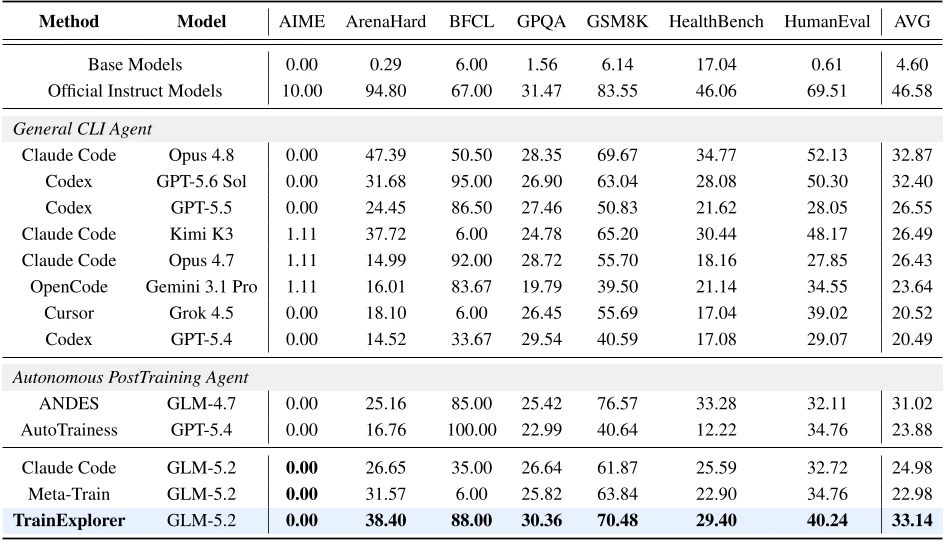 Method Model AIME ArenaHard BFCL GPQA GSM8K HealthBench HumanEval AVG
Base Models 0.00 0.29 6.00 1.56 6.14 17.04 0.61 4.60
Official Instruct Models 10.00 94.80 67.00 31.47 83.55 46.06 69.51 46.58
General CLI Agent
Claude Code Opus 4.8 0.00 47.39 50.50 28.35 69.67 34.77 52.13 32.87
Codex GPT-5.6 Sol 0.00 31.68 95.00 26.90 63.04 28.08 50.30 32.40
Codex GPT-5.5 0.00 24.45 86.50 27.46 50.83 21.62 28.05 26.55
Claude Code Kimi K3 1.11 37.72 6.00 24.78 65.20 30.44 48.17 26.49
Claude Code Opus 4.7 1.11 14.99 92.00 28.72 55.70 18.16 27.85 26.43
OpenCode Gemini 3.1 Pro 1.11 16.01 83.67 19.79 39.50 21.14 34.55 23.64
Cursor Grok 4.5 0.00 18.10 6.00 26.45 55.69 17.04 39.02 20.52
Codex GPT-5.4 0.00 14.52 33.67 29.54 40.59 17.08 29.07 20.49
Autonomous PostTraining Agent
ANDES GLM-4.7 0.00 25.16 85.00 25.42 76.57 33.28 32.11 31.02
AutoTrainess GPT-5.4 0.00 16.76 100.00 22.99 40.64 12.22 34.76 23.88
Claude Code GLM-5.2 0.00 26.65 35.00 26.64 61.87 25.59 32.72 24.98
Meta-Train GLM-5.2 0.00 31.57 6.00 25.82 63.84 22.90 34.76 22.98
TrainExplorer GLM-5.2 0.00 38.40 88.00 30.36 70.48 29.40 40.24 33.14